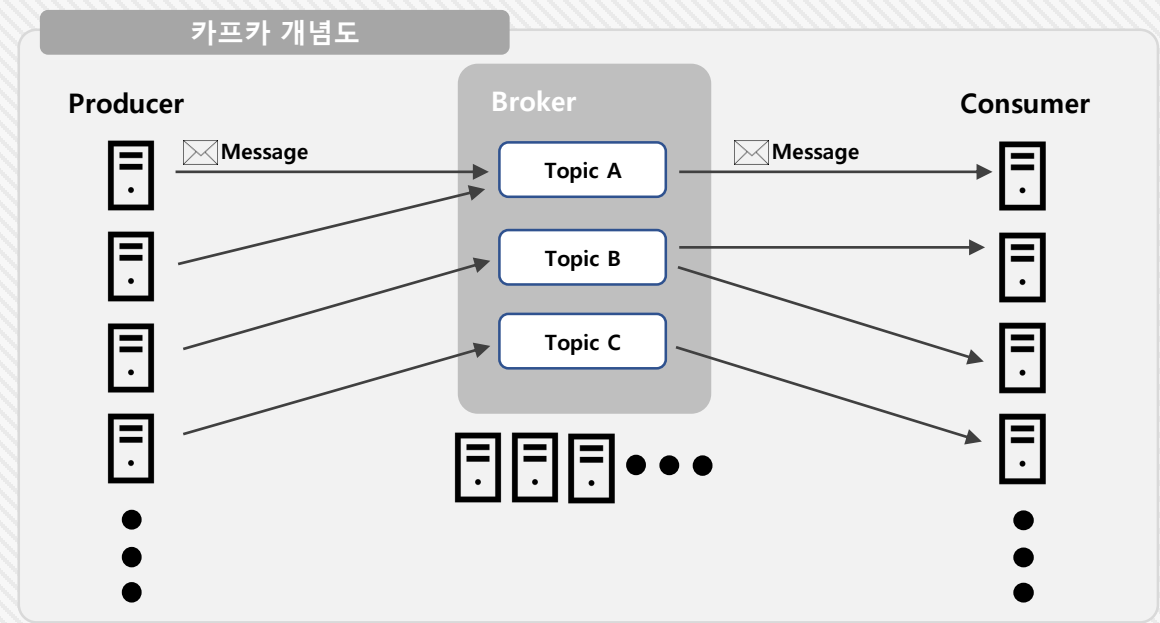 카프카 개념도
Producer
Broker
Consumer
Message
Message
Topic A
Topic B
Topic C